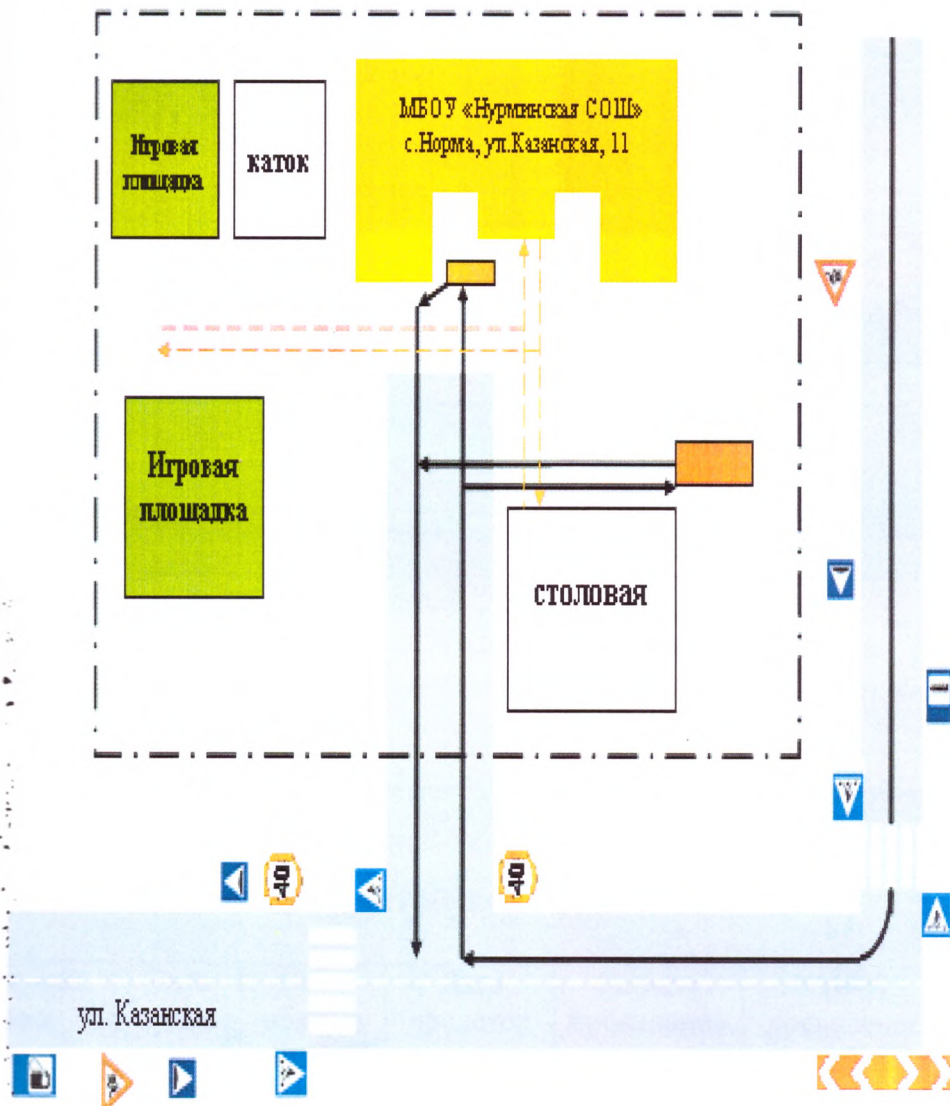 МБОУ «Нурминская СОШ»
с.Норма, ул.Казанская, 11
Игровая
площадка
каток
Игровая
площадка
столовая
40
40
ул. Казанская